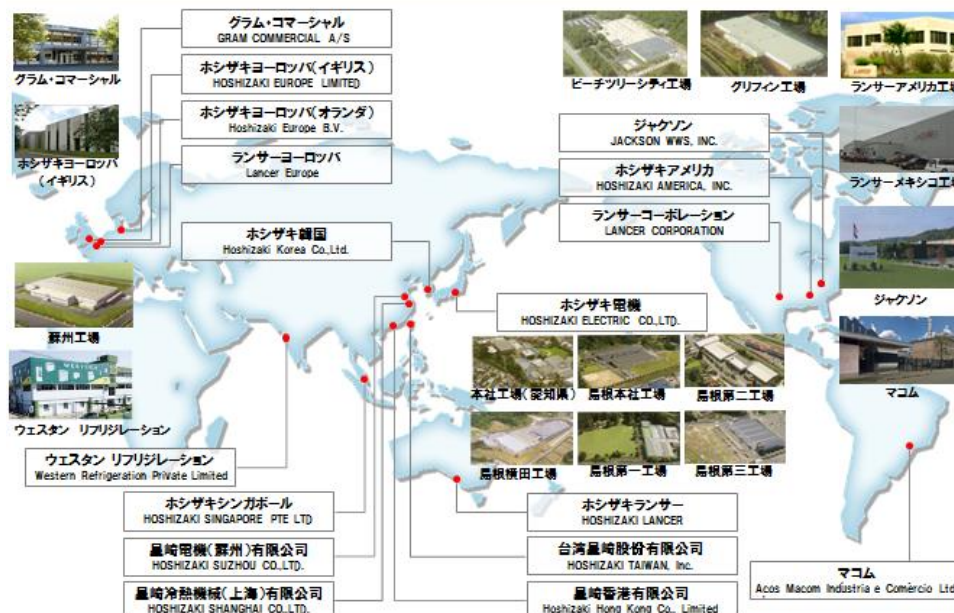 グラム・コマーシャル
GRAM COMMERCIAL A/S
ホシザキヨーロッパ(イギリス)
HOSHIZAKI EUROPE LIMITED
ホシザキヨーロッパ(オランダ)
Hoshizaki Europe B.V.
ランサーヨーロッパ
Lancer Europe
ホシザキ韓国
Hoshizaki Korea Co.,Ltd.
グラム・コマーシャル
ホシザキヨーロッパ
(イギリス)
蘇州工場
ウェスタン リフリジレーション
ビーチツリーシティ工場
グリフィン工場
ランサーアメリカ工場
ジャクソン
JACKSON WWS, INC.
ホシザキアメリカ
HOSHIZAKI AMERICA, INC.
ランサーコーポレーション
LANCER CORPORATION
ランサーメキシコ工場
ジャクソン
マコム
ホシザキ電機
HOSHIZAKI ELECTRIC CO.,LTD.
本社工場(愛知県)
島根本社工場
島根第二工場
島根横田工場
島根第一工場
島根第三工場
ウェスタン リフリジレーション
Western Refrigeration Private Limited
ホシザキシンガポール
HOSHIZAKI SINGAPORE PTE LTD
星崎電機(蘇州)有限公司
HOSHIZAKI SUZHOU CO.,LTD.
星崎冷熱機械(上海)有限公司
HOSHIZAKI SHANGHAI CO.,LTD.
ホシザキランサー
HOSHIZAKI LANCER
台湾星崎股份有限公司
HOSHIZAKI TAIWAN, Inc.
星崎香港有限公司
Hoshizaki Hong Kong Co., Limited
マコム
Acos Macom Industria e Comercio Ltda